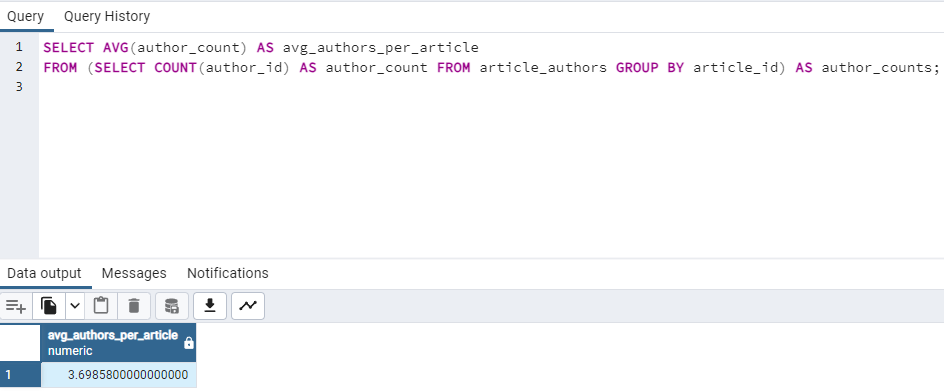 Query Query History
1 SELECT AVG(author_count) AS avg_authors_per_article
2 FROM (SELECT COUNT(author_id) AS author_count FROM article_authors GROUP BY article_id) AS author_counts;
3
Data output Messages Notifications
avg_authors_per_article
numeric
1 3.6985800000000000